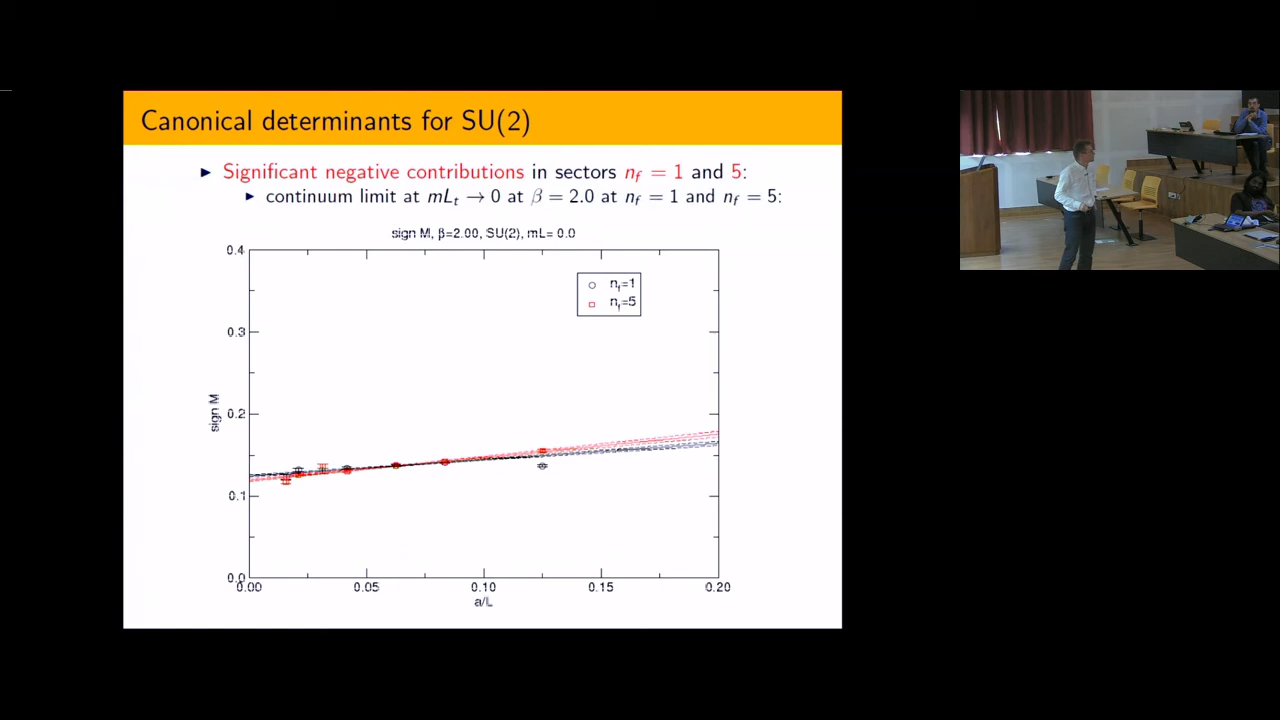 Canonical determinants for SU(2)
▶ Significant negative contributions in sectors n_f = 1 and 5:
▶ continuum limit at mL_t → 0 at β = 2.0 at n_f = 1 and n_f = 5:
sign M, β=2.00, SU(2), mL= 0.0
n_f=1
n_f=5
0.4
0.3
0.2
0.1
0.0
sign M
0.00 0.05 0.10 0.15 0.20
a/L